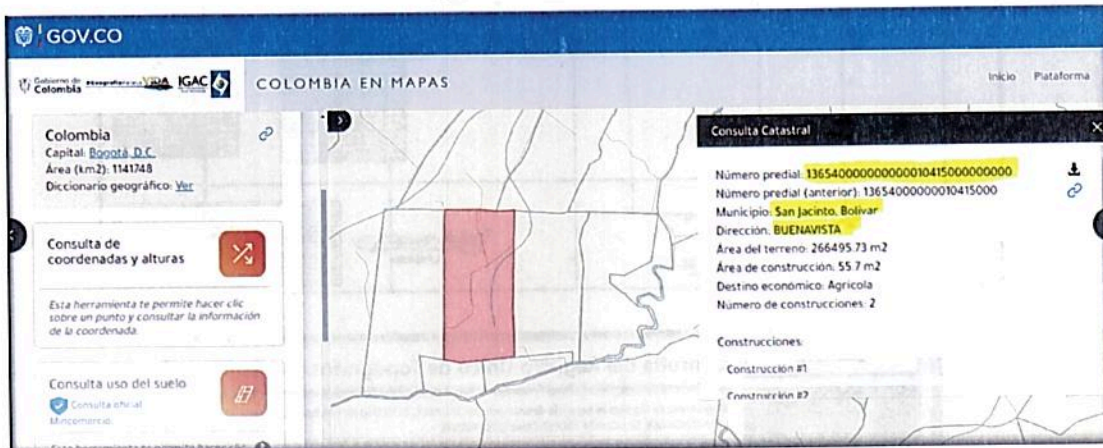 GOV.CO
Gobierno de
Colombia
VIDA
IGAC
COLOMBIA EN MAPAS
Inicio
Plataforma
Colombia
Capital: Bogotá, D.C.
Área (km2): 1141748
Diccionario geográfico: Ver
Consulta de
coordenadas y alturas
Esta herramienta te permite hacer clic
sobre un punto y consultar la información
de la coordenada.
Consulta uso del suelo
Consulta oficial
Mincomercio.
Consulta Catastral
Número predial: 136540000000000010415000000000
Número predial (anterior): 13654000000010415000
Municipio: San Jacinto, Bolívar
Dirección: BUENAVISTA
Área del terreno: 266495.73 m2
Área de construcción: 55.7 m2
Destino económico: Agrícola
Número de construcciones: 2
Construcciones:
Construcción #1
Construcción #2